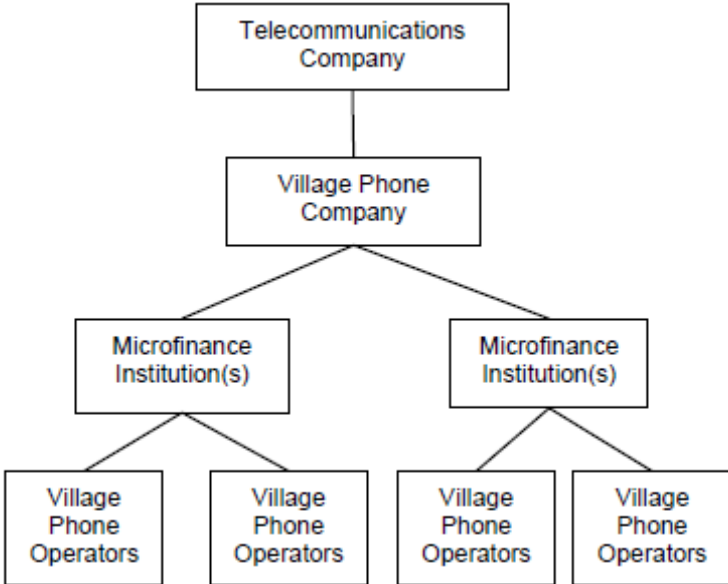 Telecommunications
Company
Village Phone
Company
Microfinance
Institution(s)
Microfinance
Institution(s)
Village
Phone
Operators
Village
Phone
Operators
Village
Phone
Operators
Village
Phone
Operators